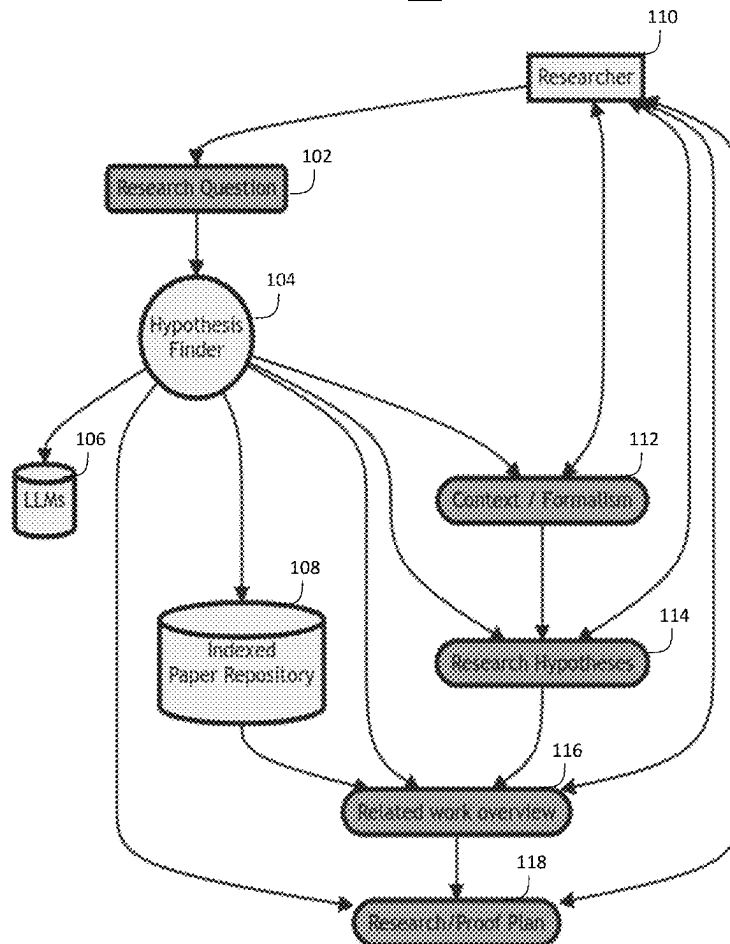 110
Researcher
102
Research Question
104
Hypothesis
Finder
106
LLMs
112
Context / Formalism
108
Indexed
Paper Repository
114
Research Hypotheses
116
Related work overview
118
Research/Proof Plan